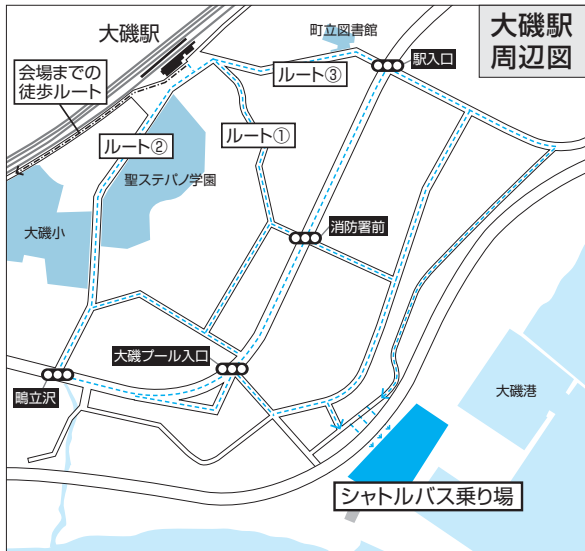 大磯駅
周辺図
大磯駅
町立図書館
駅入口
会場までの
徒歩ルート
ルート③
ルート②
ルート①
聖ステパノ学園
大磯小
消防署前
大磯プール入口
鴫立沢
大磯港
シャトルバス乗り場